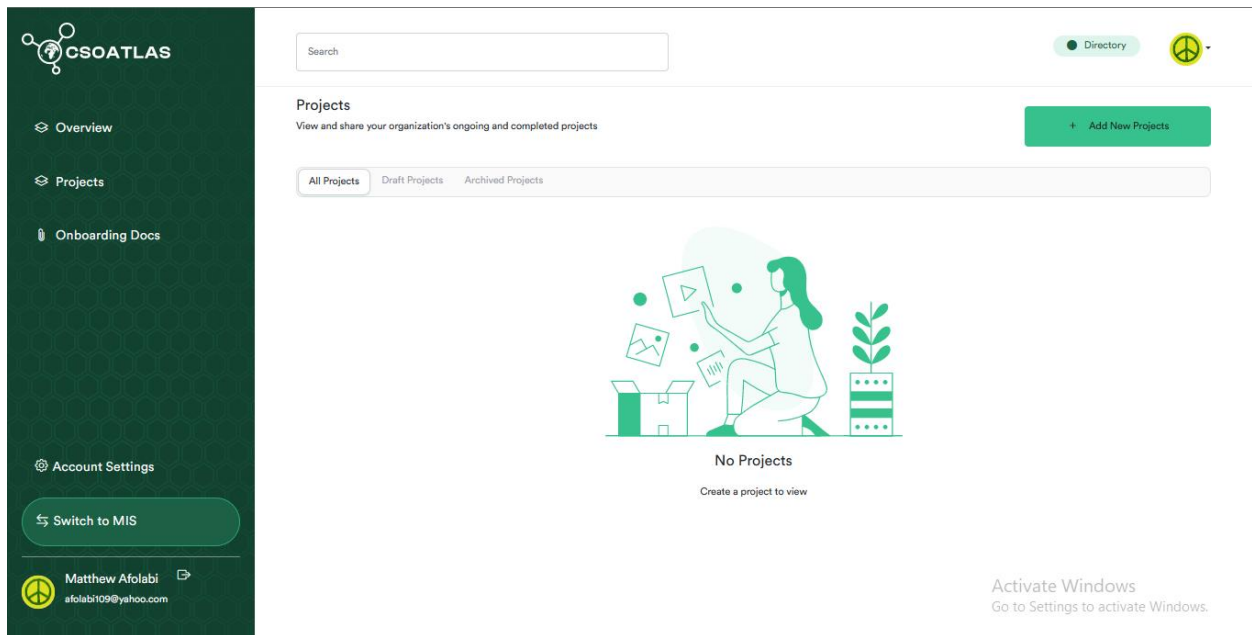 CSOATLAS
Overview
Projects
Onboarding Docs
Account Settings
Switch to MIS
Matthew Afolabi
afolabi109@yahoo.com
Search
Directory
Projects
View and share your organization's ongoing and completed projects
+ Add New Projects
All Projects
Draft Projects
Archived Projects
No Projects
Create a project to view
Activate Windows
Go to Settings to activate Windows.